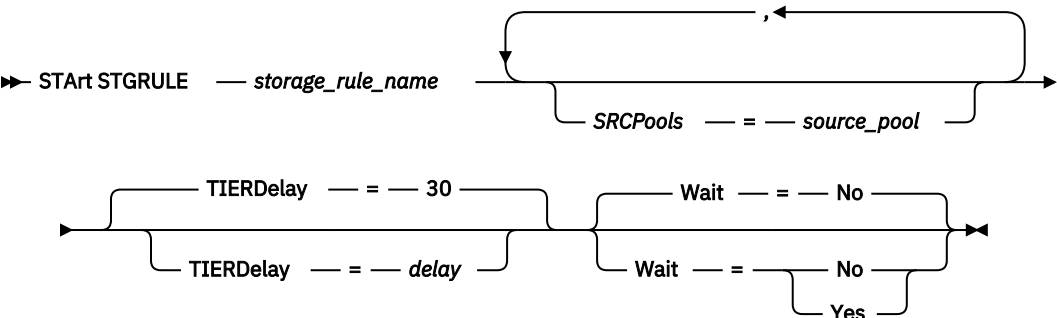 ,
STArt STGRULE storage_rule_name
SRCPools = source_pool
TIERDelay = 30 Wait = No
TIERDelay = delay Wait = No
Yes